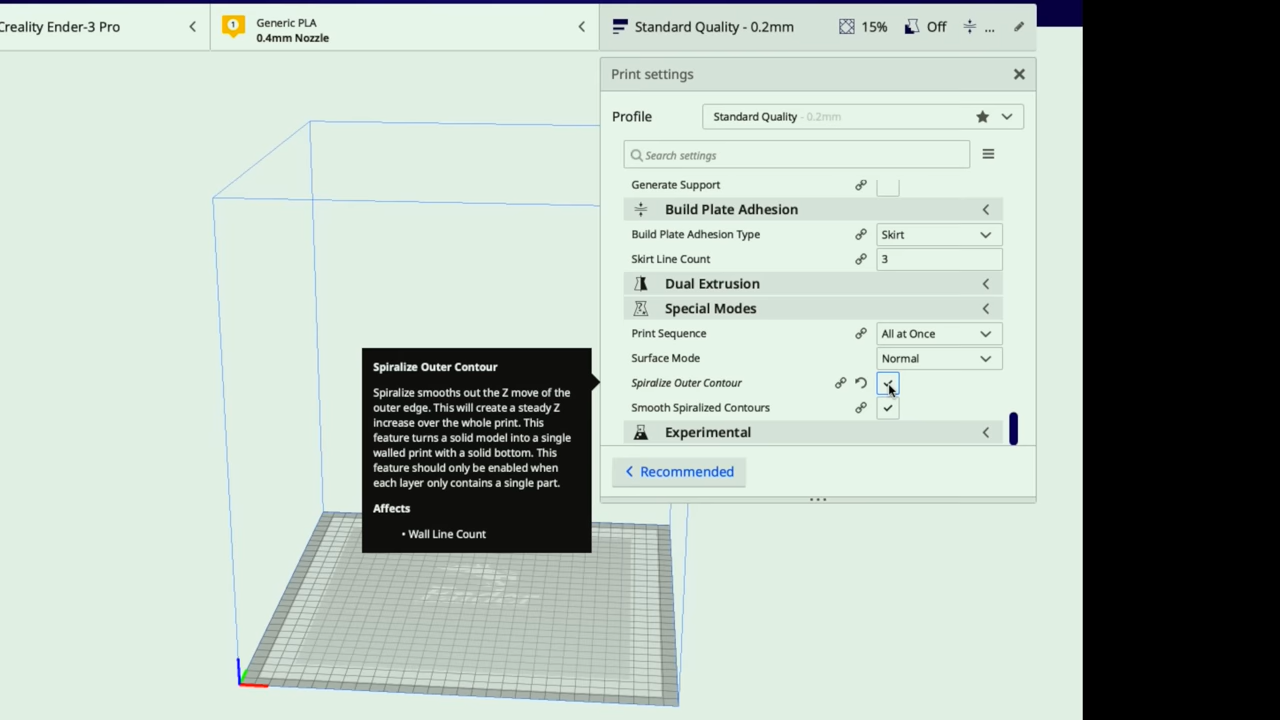 Creality Ender-3 Pro
1
Generic PLA
0.4mm Nozzle
Standard Quality - 0.2mm
15%
Off
...
Print settings
Profile
Standard Quality - 0.2mm
Search settings
Generate Support
Build Plate Adhesion
Build Plate Adhesion Type
Skirt
Skirt Line Count
3
Dual Extrusion
Special Modes
Print Sequence
All at Once
Surface Mode
Normal
Spiralize Outer Contour
Smooth Spiralized Contours
Experimental
Recommended
Spiralize Outer Contour
Spiralize smooths out the Z move of the
outer edge. This will create a steady Z
increase over the whole print. This
feature turns a solid model into a single
walled print with a solid bottom. This
feature should only be enabled when
each layer only contains a single part.
Affects
• Wall Line Count
Ender